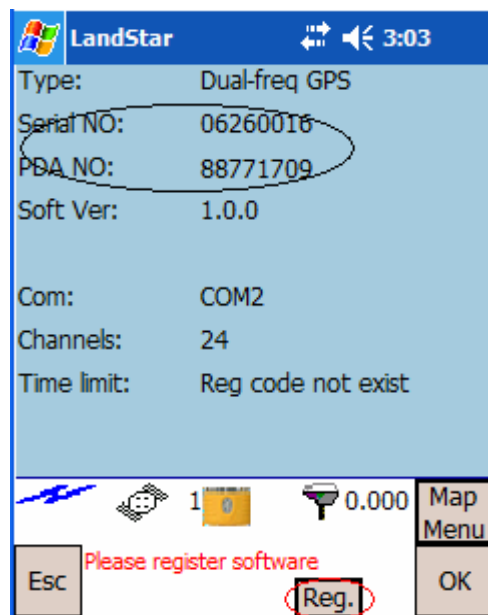 LandStar 3:03
Type: Dual-freq GPS
Serial NO: 06260016
PDA NO: 88771709
Soft Ver: 1.0.0
Com: COM2
Channels: 24
Time limit: Reg code not exist
1 0 0.000 Map
Menu
Please register software
Esc Reg. OK